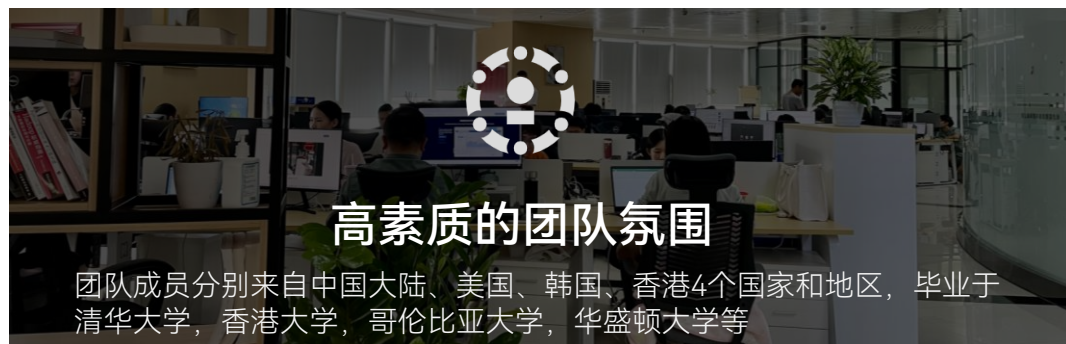 高素质的团队氛围
团队成员分别来自中国大陆、美国、韩国、香港4个国家和地区，毕业于
清华大学，香港大学，哥伦比亚大学，华盛顿大学等